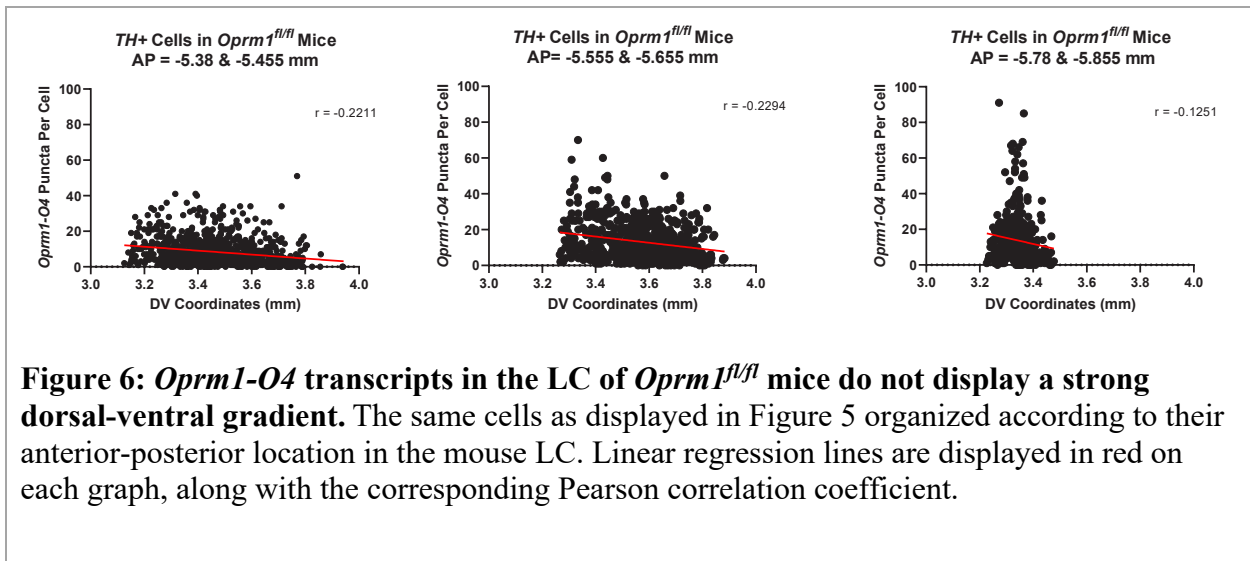 TH+ Cells in Oprm1fl/fl Mice
AP = -5.38 & -5.455 mm
r = -0.2211
Oprm1-O4 Puncta Per Cell
100
80
60
40
20
0
3.0 3.2 3.4 3.6 3.8 4.0
DV Coordinates (mm)
TH+ Cells in Oprm1fl/fl Mice
AP= -5.555 & -5.655 mm
r = -0.2294
Oprm1-O4 Puncta Per Cell
100
80
60
40
20
0
3.0 3.2 3.4 3.6 3.8 4.0
DV Coordinates (mm)
TH+ Cells in Oprm1fl/fl Mice
AP = -5.78 & -5.855 mm
r = -0.1251
Oprm1-O4 Puncta Per Cell
100
80
60
40
20
0
3.0 3.2 3.4 3.6 3.8 4.0
DV Coordinates (mm)
Figure 6: Oprm1-O4 transcripts in the LC of Oprm1fl/fl mice do not display a strong
dorsal-ventral gradient. The same cells as displayed in Figure 5 organized according to their
anterior-posterior location in the mouse LC. Linear regression lines are displayed in red on
each graph, along with the corresponding Pearson correlation coefficient.